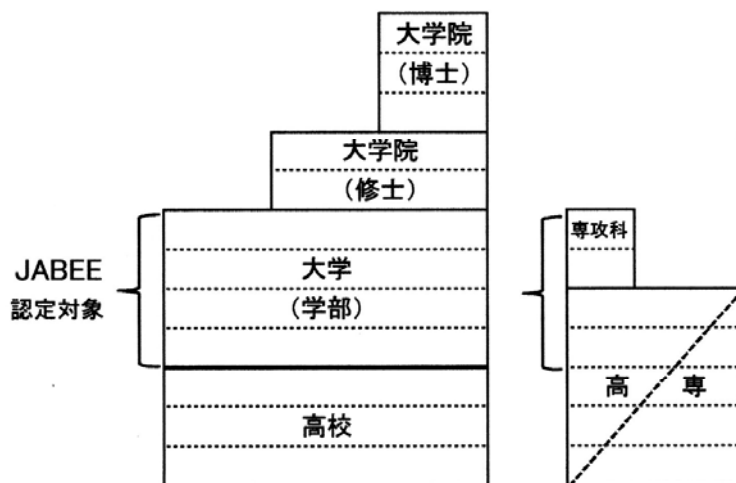 大学院
(博士)
大学院
(修士)
JABEE
認定対象
大学
(学部)
専攻科
高専
高校